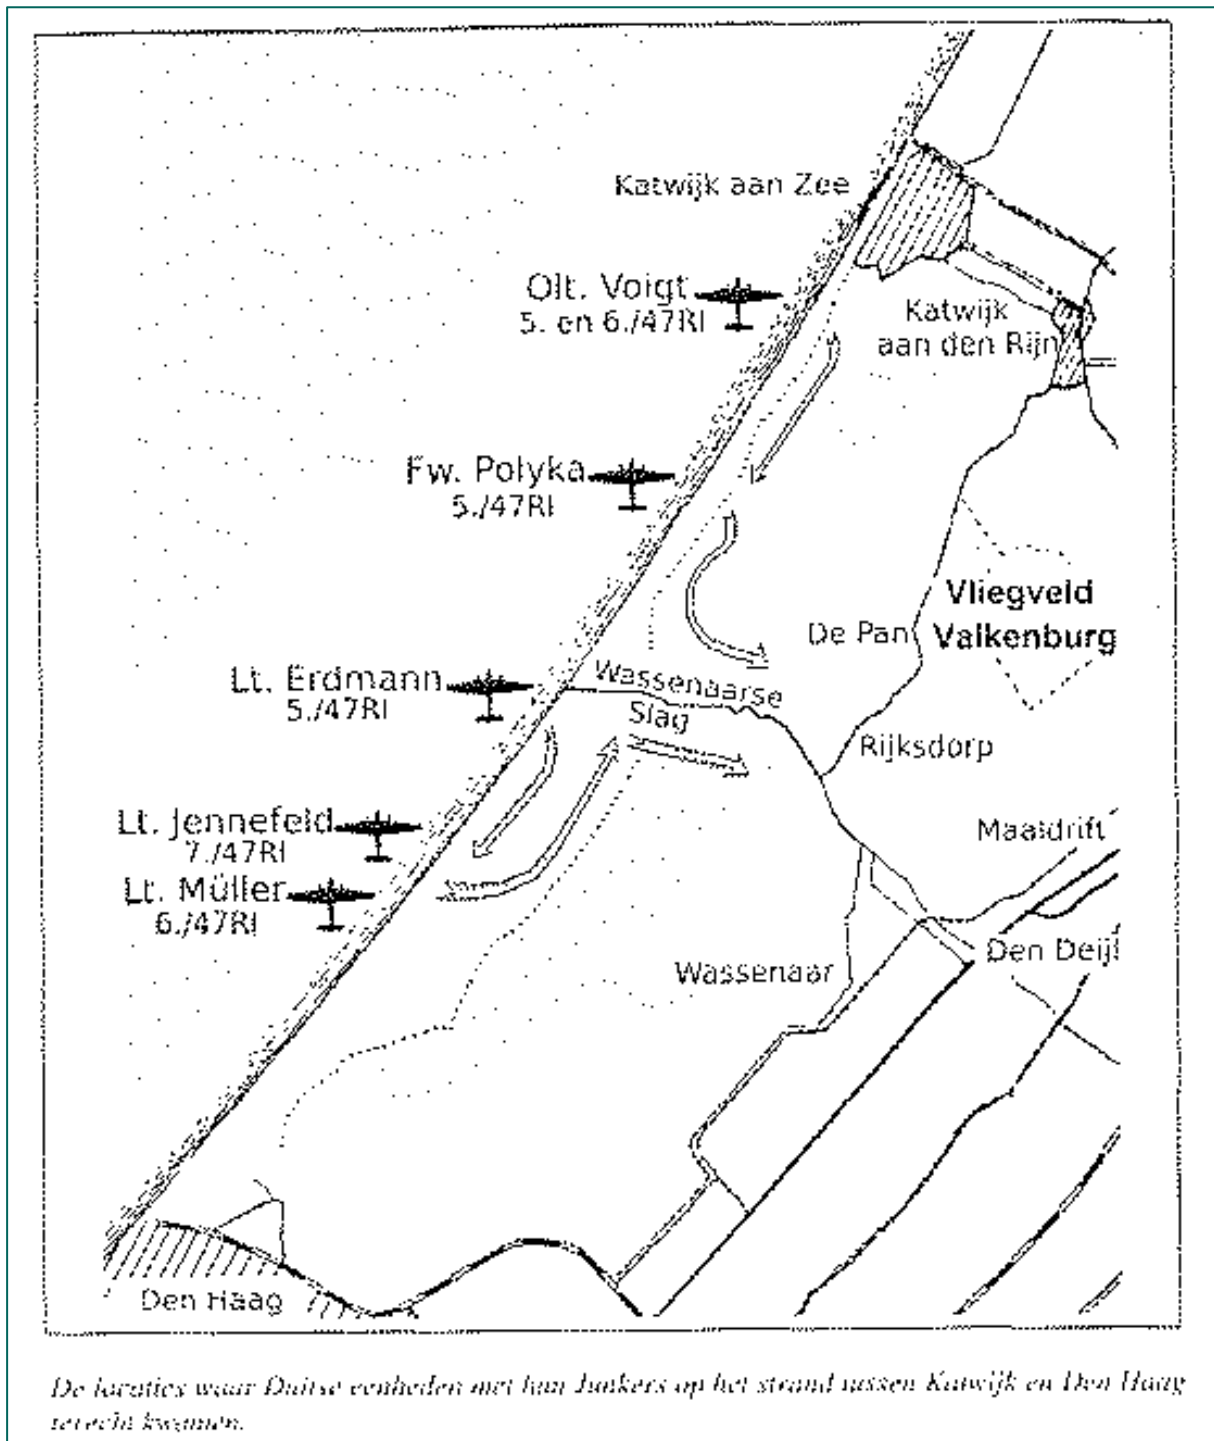 Katwijk aan Zee
Olt. Voigt
5. en 6./47RI
Katwijk
aan den Rijn
Fw. Polyka
5./47RI
Vliegveld
Valkenburg
De Pan
Lt. Erdmann
5./47RI
Wassenaarse
Slag
Rijksdorp
Lt. Jennefeld
7./47RI
Maaldrift
Lt. Müller
6./47RI
Den Deijl
Wassenaar
Den Haag
De locaties waar Duitse eenheden met hun Junkers op het strand tussen Katwijk en Den Haag
terecht kwamen.